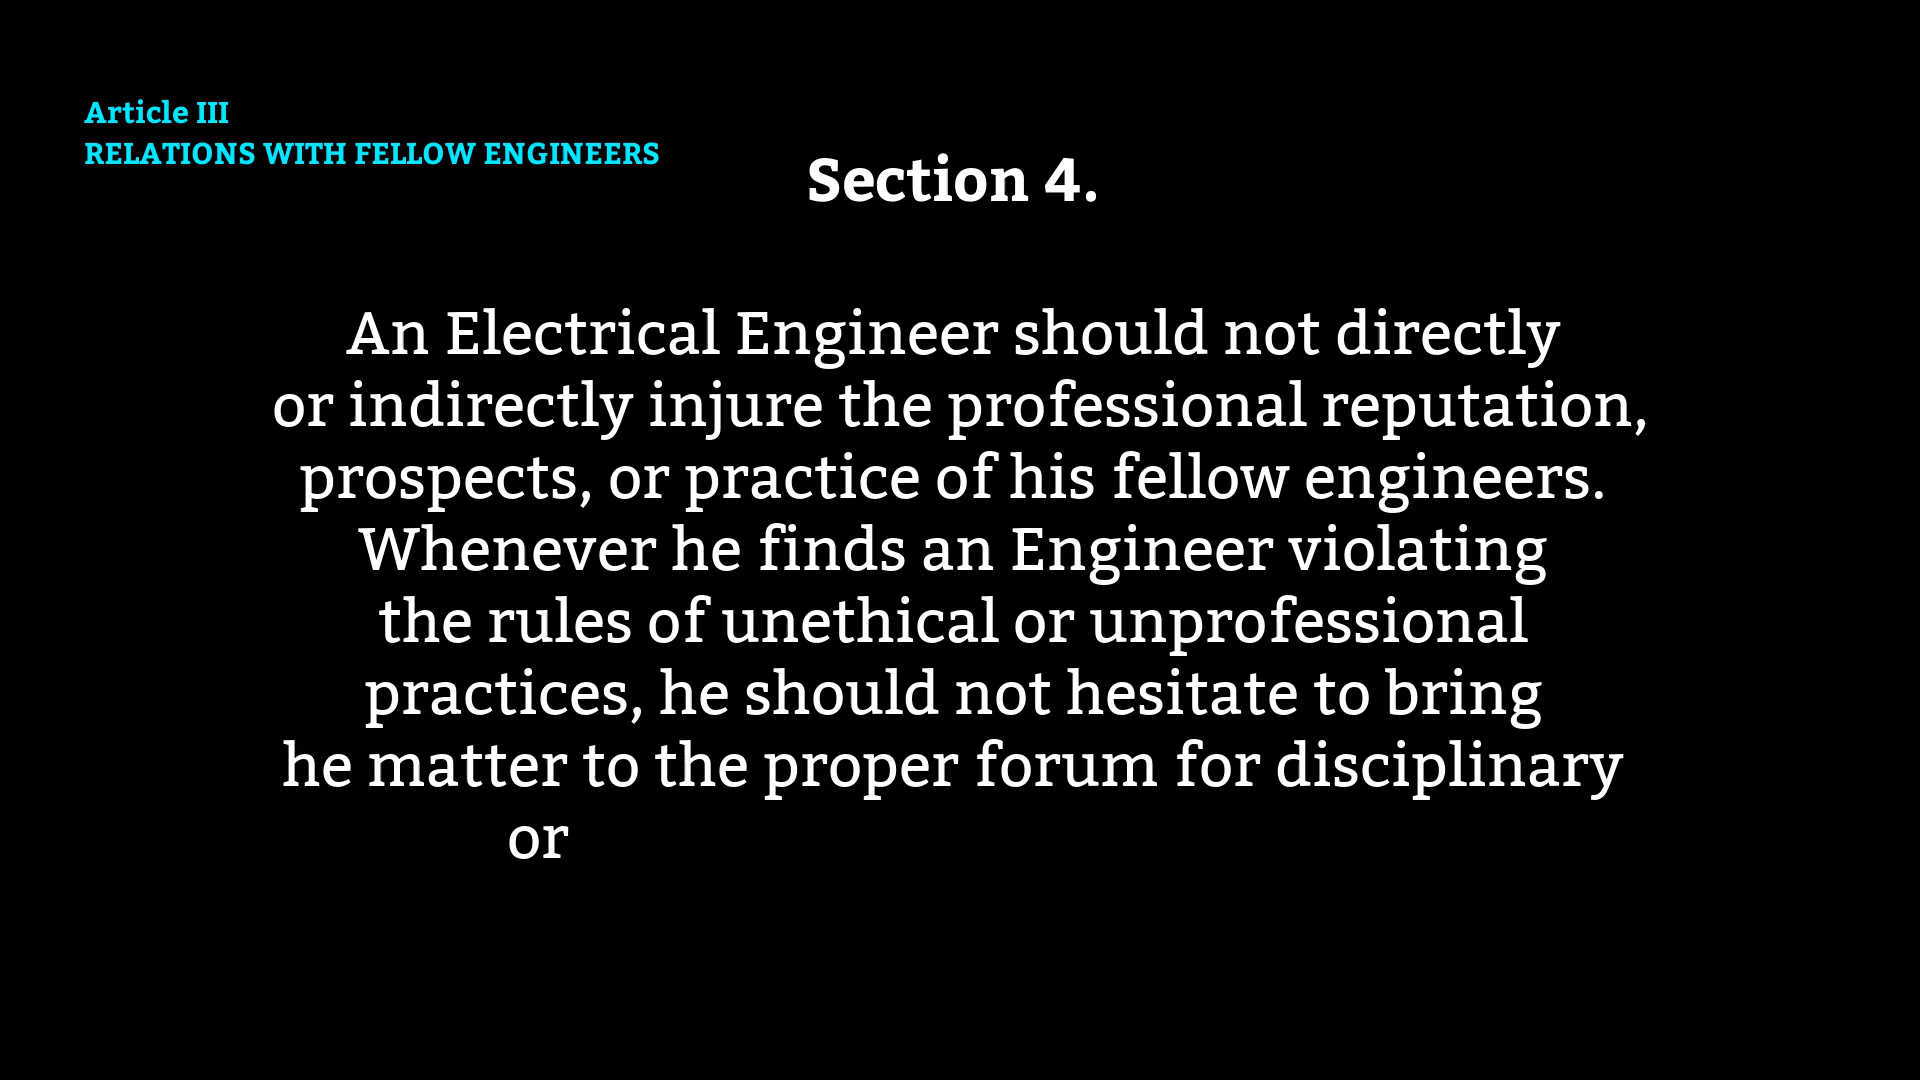 Article III
RELATIONS WITH FELLOW ENGINEERS
Section 4.
An Electrical Engineer should not directly
or indirectly injure the professional reputation,
prospects, or practice of his fellow engineers.
Whenever he finds an Engineer violating
the rules of unethical or unprofessional
practices, he should not hesitate to bring
he matter to the proper forum for disciplinary
or